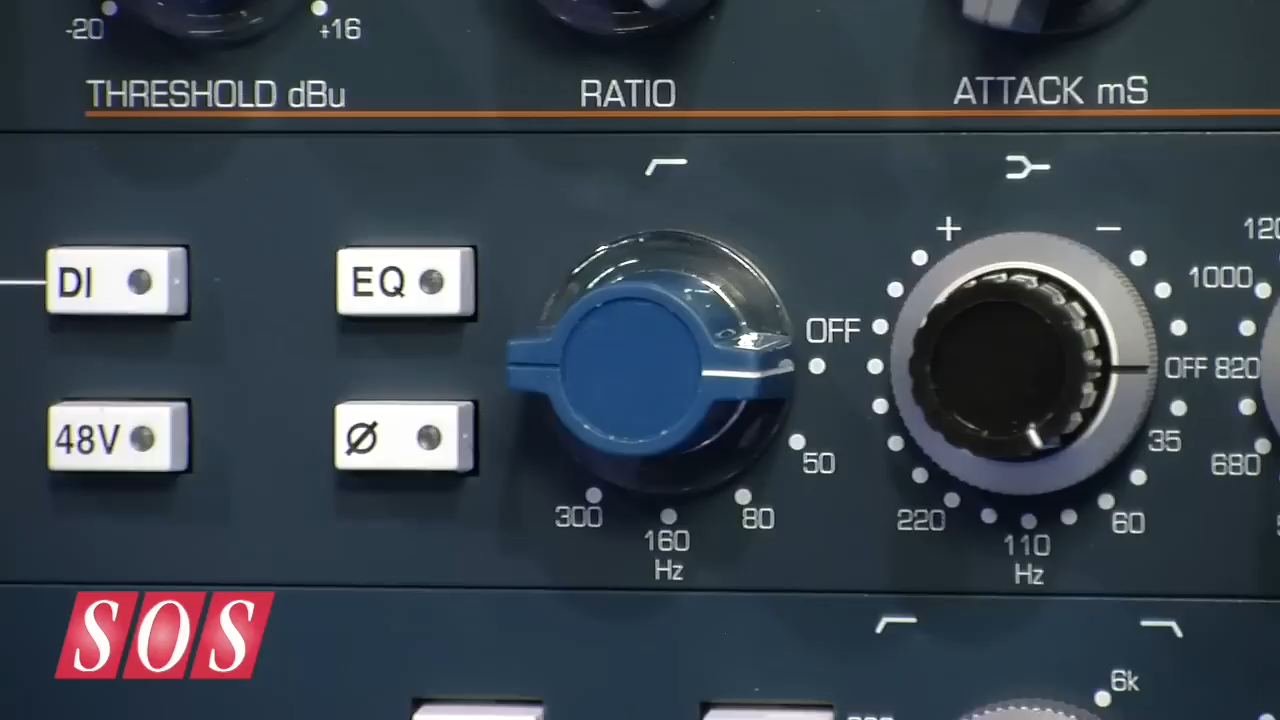 -20 +16
THRESHOLD dBu RATIO ATTACK mS
+ −
DI EQ OFF 1000
OFF 820
48V Ø 50 35 680
300 160 80 220 110 60
Hz Hz
SOS
6k